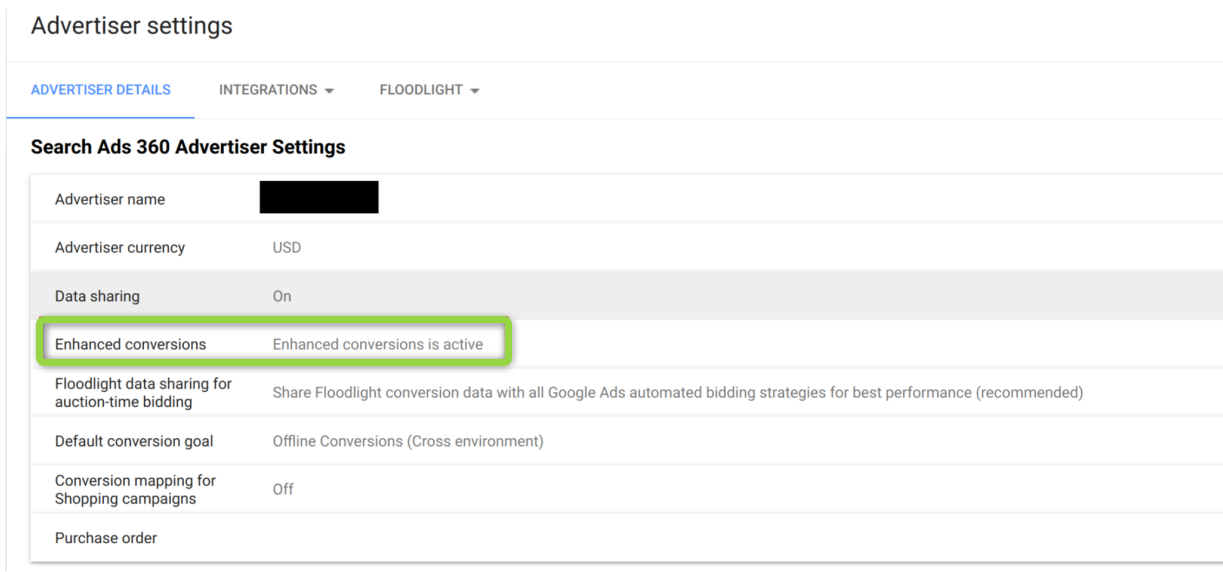 Advertiser settings
ADVERTISER DETAILS INTEGRATIONS FLOODLIGHT
Search Ads 360 Advertiser Settings
Advertiser name
Advertiser currency USD
Data sharing On
Enhanced conversions Enhanced conversions is active
Floodlight data sharing for
auction-time bidding Share Floodlight conversion data with all Google Ads automated bidding strategies for best performance (recommended)
Default conversion goal Offline Conversions (Cross environment)
Conversion mapping for
Shopping campaigns Off
Purchase order